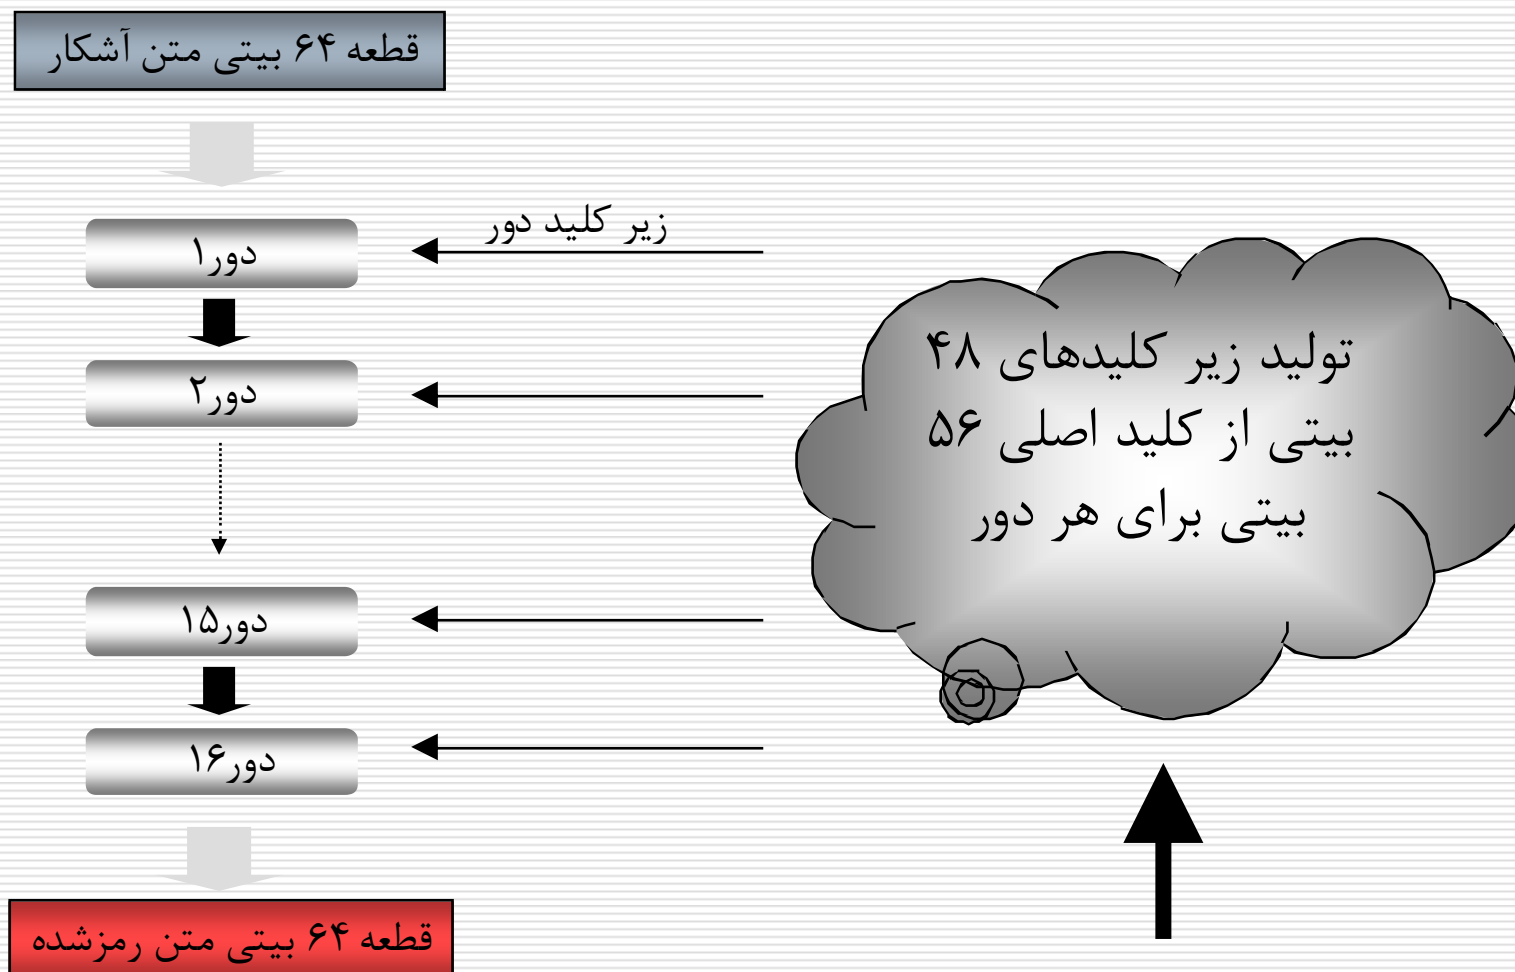 قطعه ۶۴ بیتی متن آشکار
زیر کلید دور
دور۱
تولید زیر کلیدهای ۴۸
بیتی از کلید اصلی ۵۶
بیتی برای هر دور
دور۲
دور۱۵
دور۱۶
قطعه ۶۴ بیتی متن رمزشده